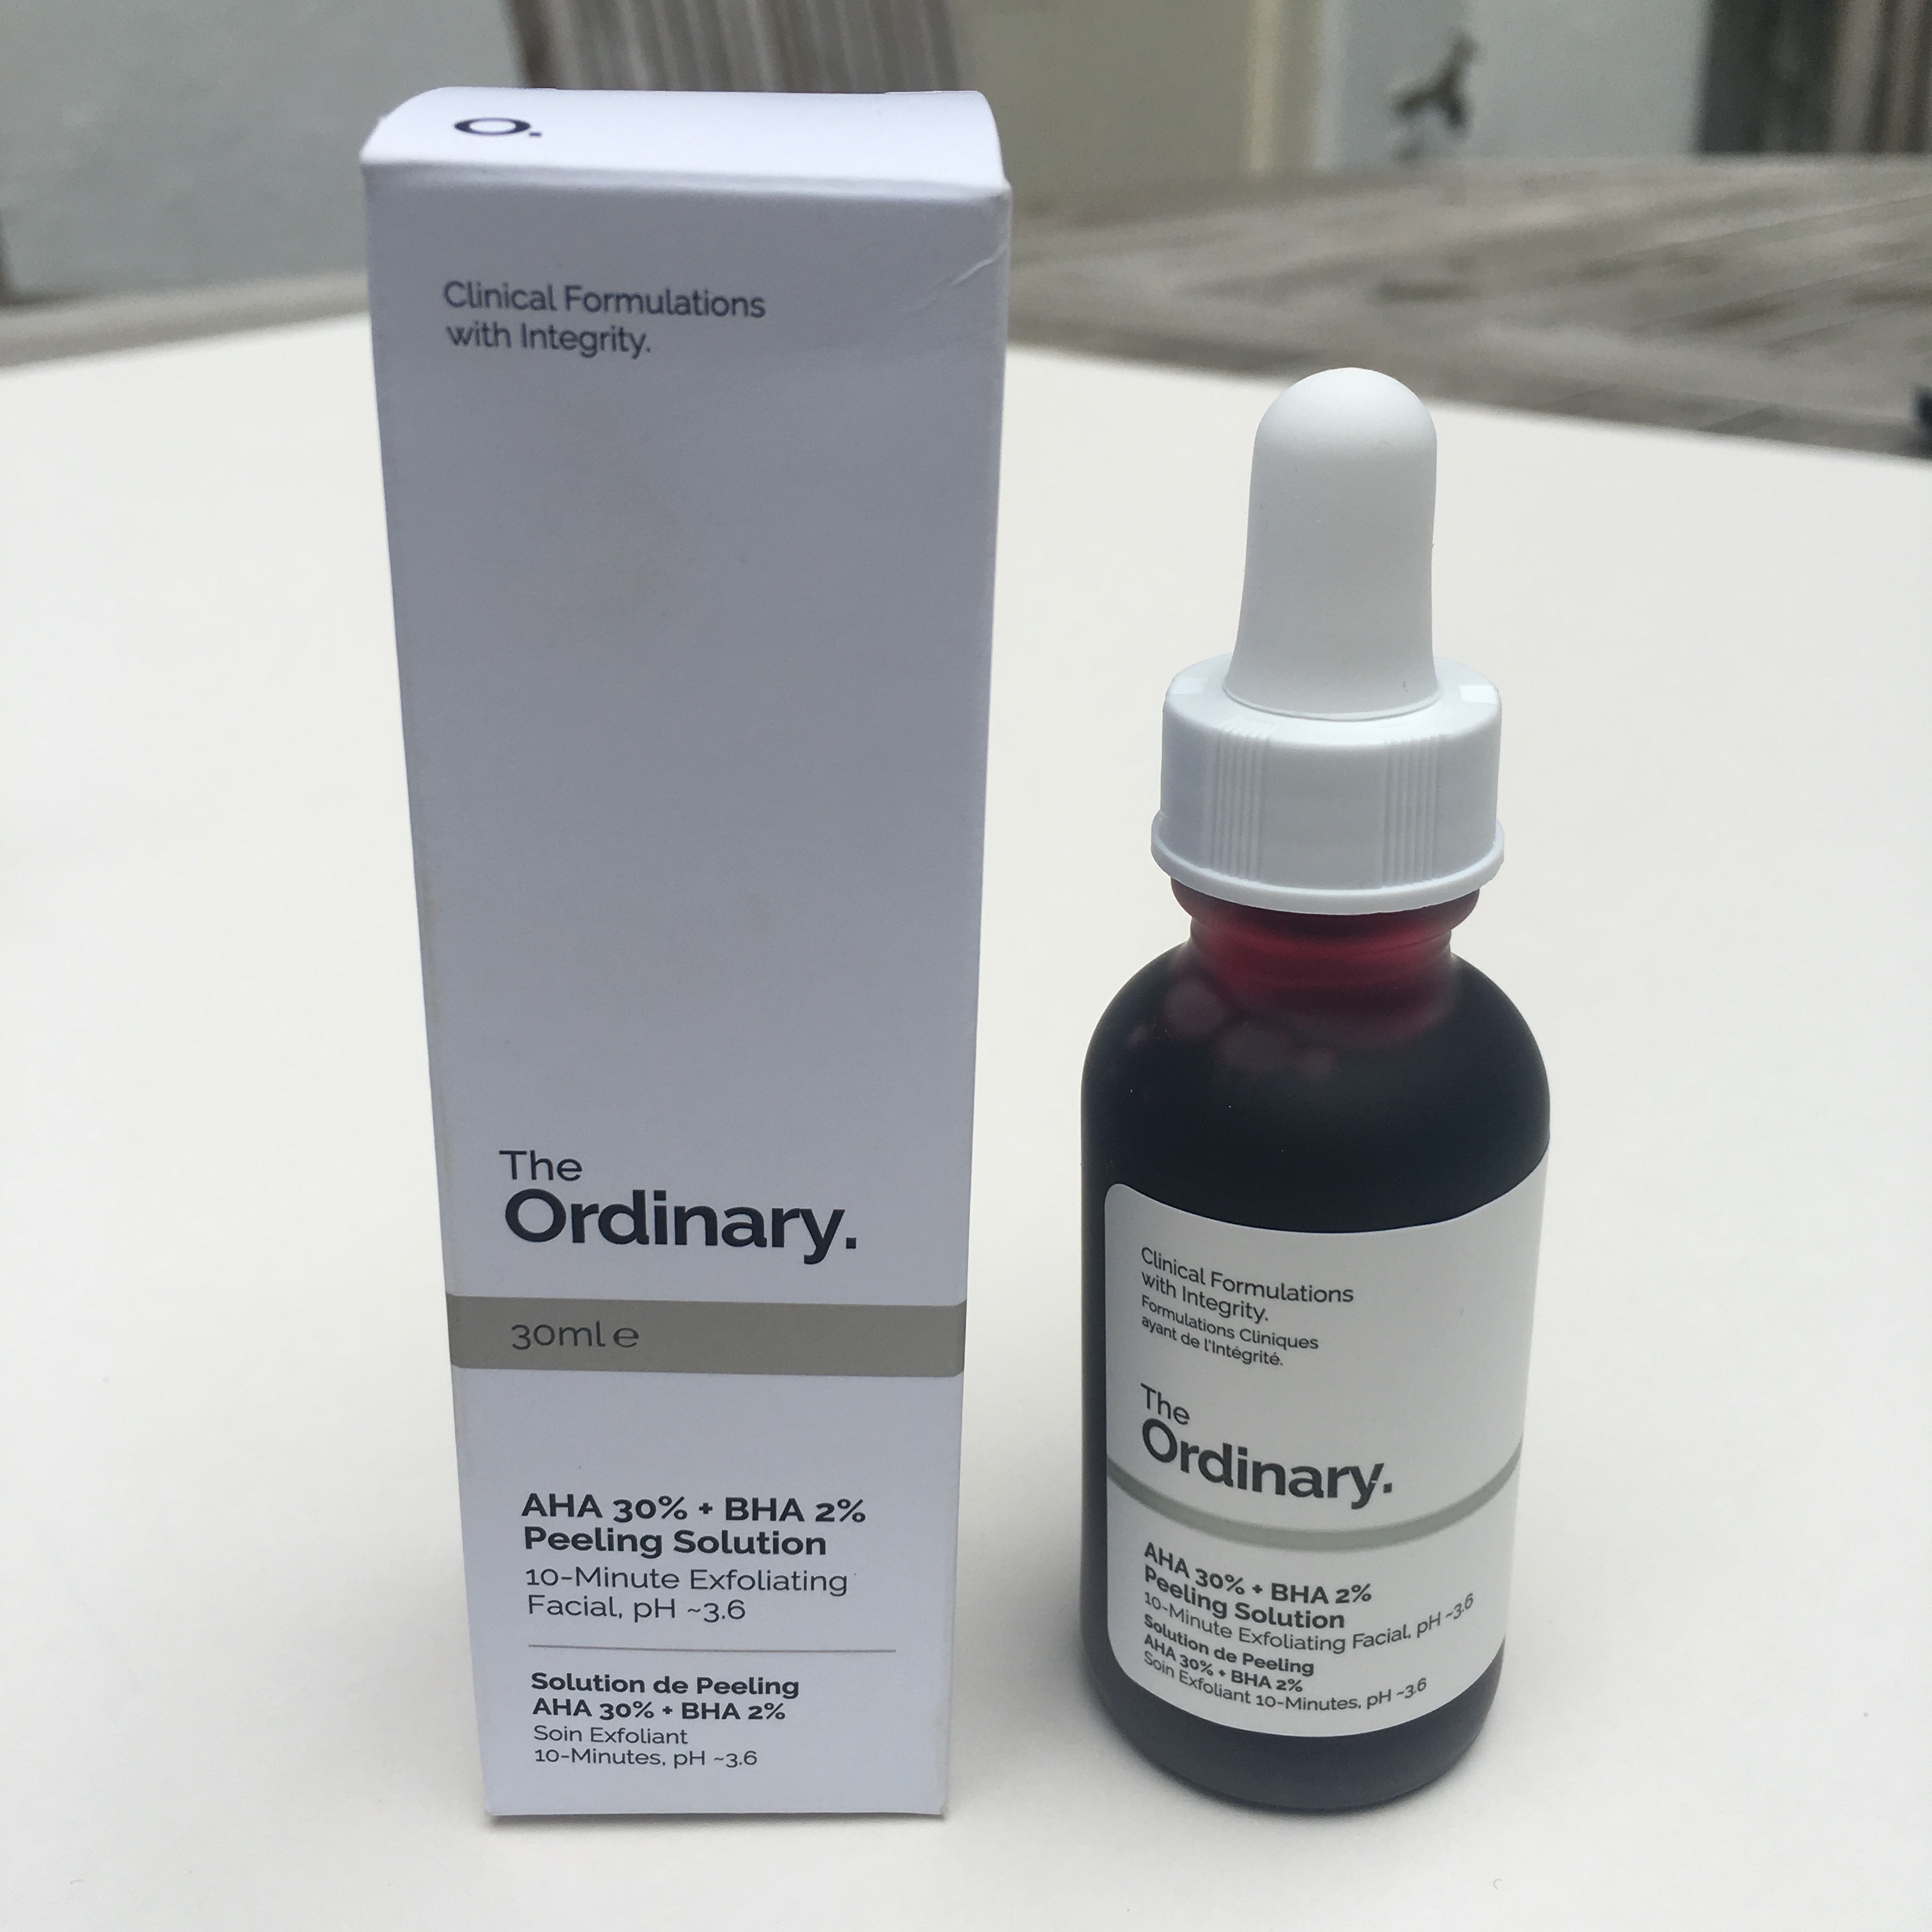 O.
Clinical Formulations
with Integrity.
The
Ordinary.
30ml e
AHA 30% + BHA 2%
Peeling Solution
10-Minute Exfoliating
Facial, pH ~3.6
Solution de Peeling
AHA 30% + BHA 2%
Soin Exfoliant
10-Minutes, pH ~3.6
Clinical Formulations
with Integrity.
Formulations Cliniques
ayant de l'Intégrité.
The
Ordinary.
AHA 30% + BHA 2%
Peeling Solution
10-Minute Exfoliating Facial, pH ~3.6
Solution de Peeling
AHA 30% + BHA 2%
Soin Exfoliant 10-Minutes, pH ~3.6